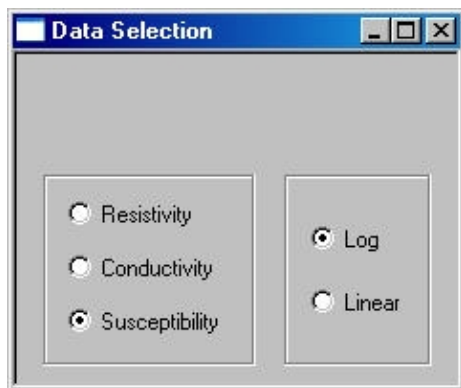 Data Selection
Resistivity
Conductivity
Susceptibility
Log
Linear